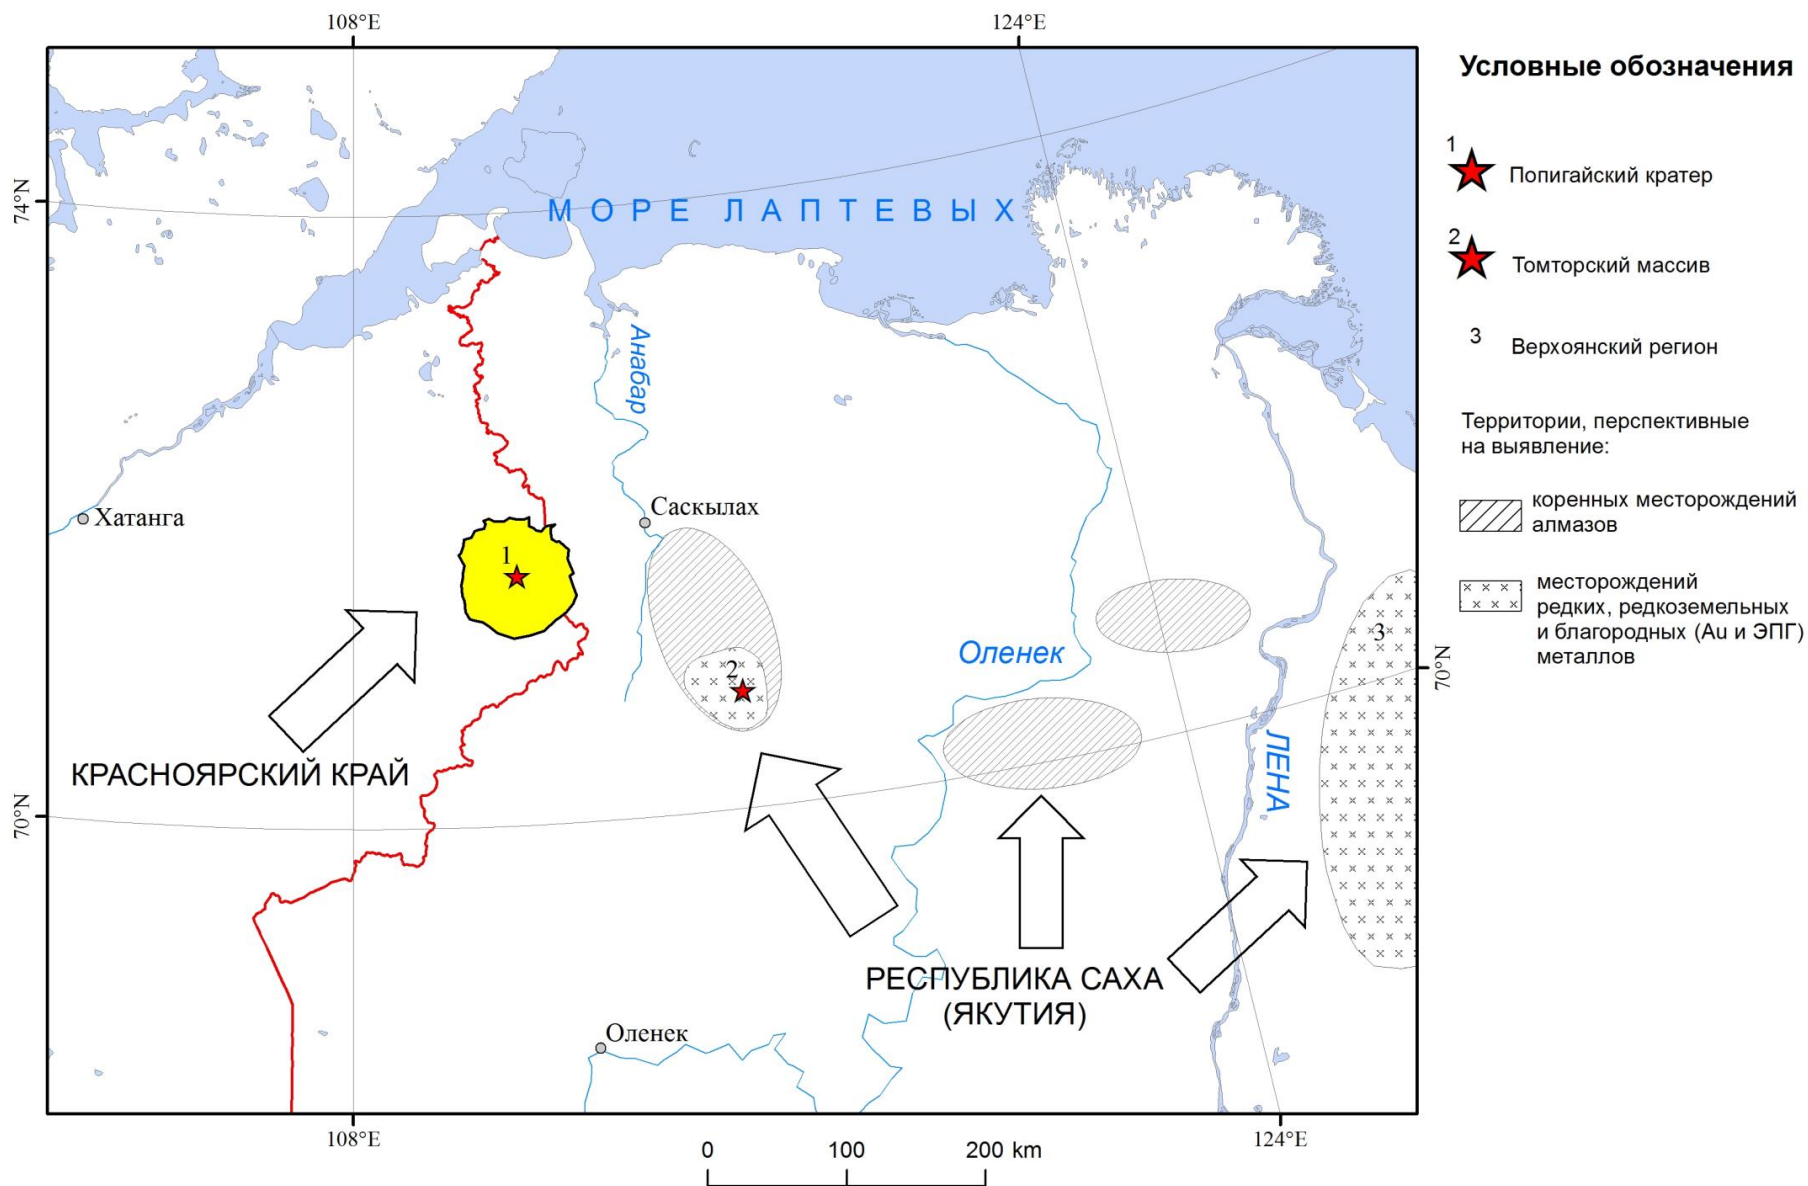 108°E
124°E
Условные обозначения
1
Попигайский кратер
2
Томторский массив
3
Верхоянский регион
Территории, перспективные
на выявление:
коренных месторождений
алмазов
месторождений
редких, редкоземельных
и благородных (Au и ЭПГ)
металлов
74°N
МОРЕ ЛАПТЕВЫХ
Анабар
Хатанга
Саскылах
1
2
3
Оленек
70°N
ЛЕНА
КРАСНОЯРСКИЙ КРАЙ
70°N
РЕСПУБЛИКА САХА
(ЯКУТИЯ)
Оленек
108°E
124°E
0 100 200 km